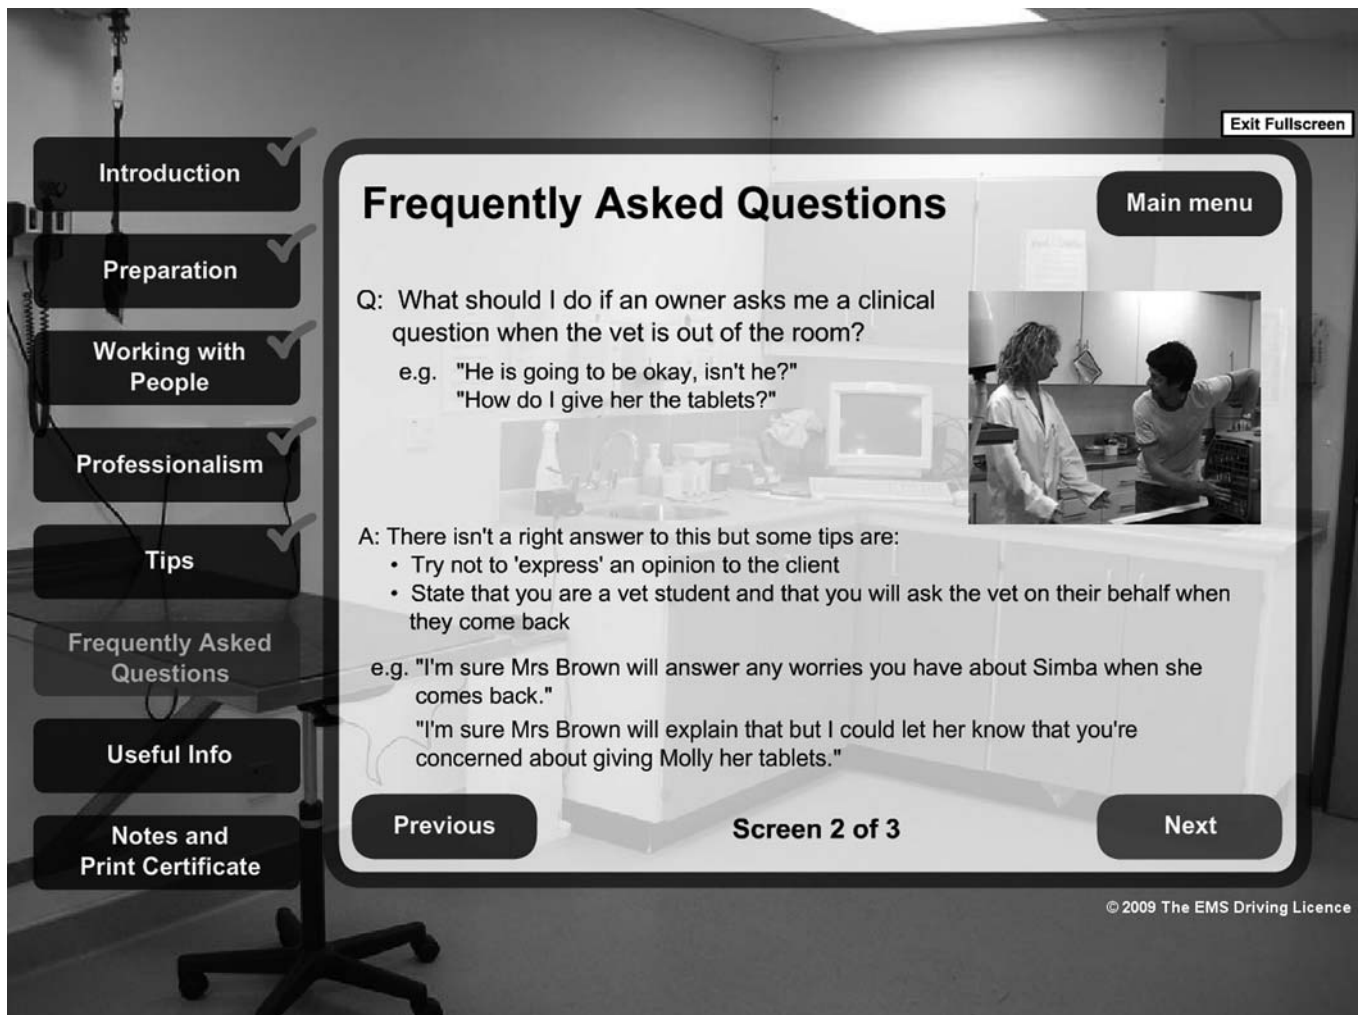 Exit Fullscreen
Introduction
Preparation
Working with
People
Professionalism
Tips
Frequently Asked
Questions
Useful Info
Notes and
Print Certificate
Frequently Asked Questions
Main menu
Q: What should I do if an owner asks me a clinical
question when the vet is out of the room?
e.g. "He is going to be okay, isn't he?"
"How do I give her the tablets?"
A: There isn't a right answer to this but some tips are:
• Try not to 'express' an opinion to the client
• State that you are a vet student and that you will ask the vet on their behalf when
they come back
e.g. "I'm sure Mrs Brown will answer any worries you have about Simba when she
comes back."
"I'm sure Mrs Brown will explain that but I could let her know that you're
concerned about giving Molly her tablets."
Previous
Screen 2 of 3
Next
© 2009 The EMS Driving Licence